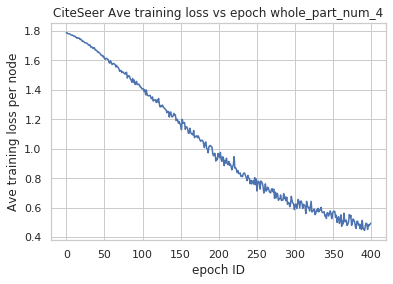 CiteSeer Ave training loss vs epoch whole_part_num_4
Ave training loss per node
1.8
1.6
1.4
1.2
1.0
0.8
0.6
0.4
0 50 100 150 200 250 300 350 400
epoch ID